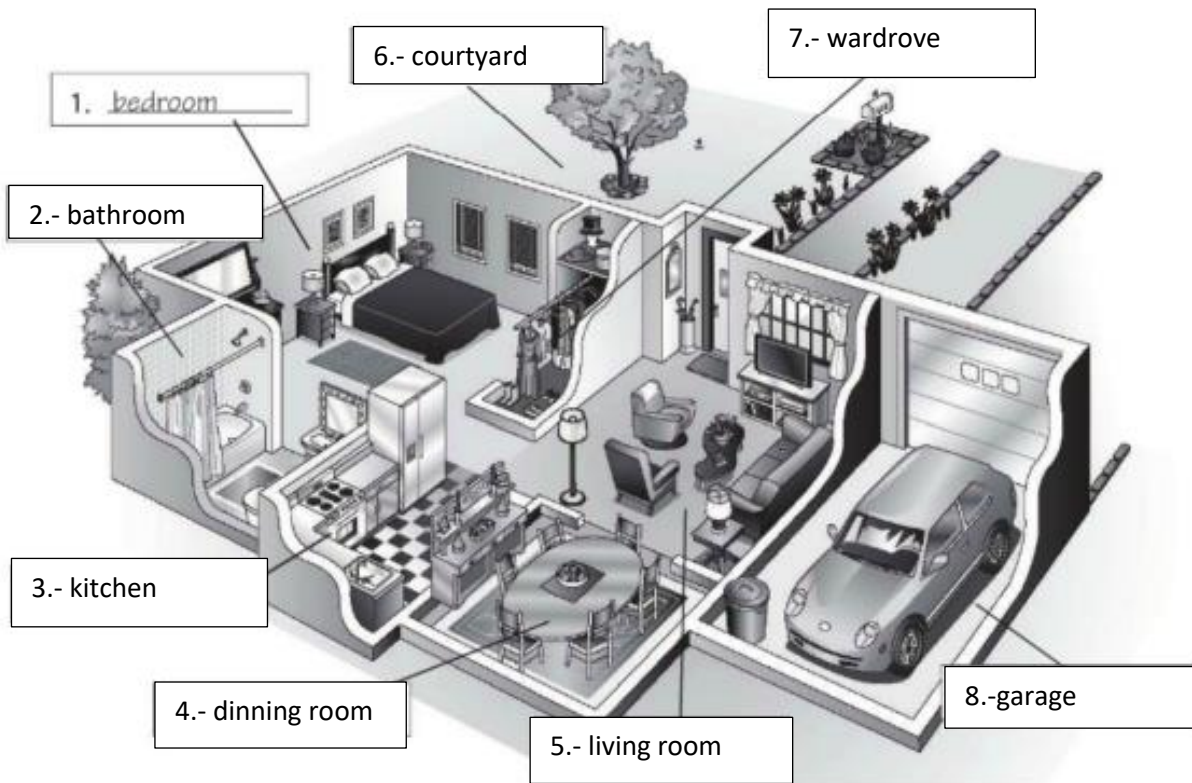 1. bedroom
2.- bathroom
3.- kitchen
4.- dinning room
5.- living room
6.- courtyard
7.- wardrove
8.-garage